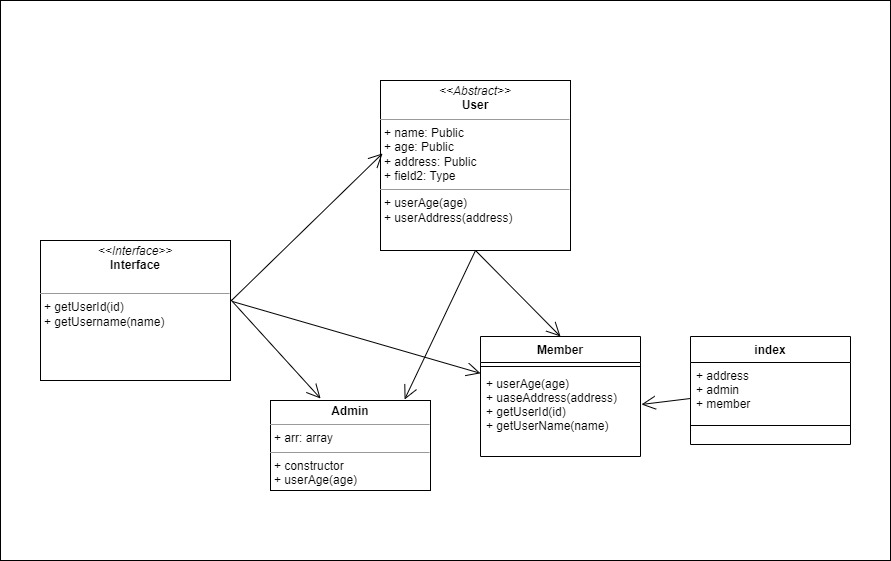 <<Abstract>>
User
+ name: Public
+ age: Public
+ address: Public
+ field2: Type
+ userAge(age)
+ userAddress(address)
<<Interface>>
Interface
+ getUserId(id)
+ getUsername(name)
Admin
+ arr: array
+ constructor
+ userAge(age)
Member
+ userAge(age)
+ uaseAddress(address)
+ getUserId(id)
+ getUserName(name)
index
+ address
+ admin
+ member